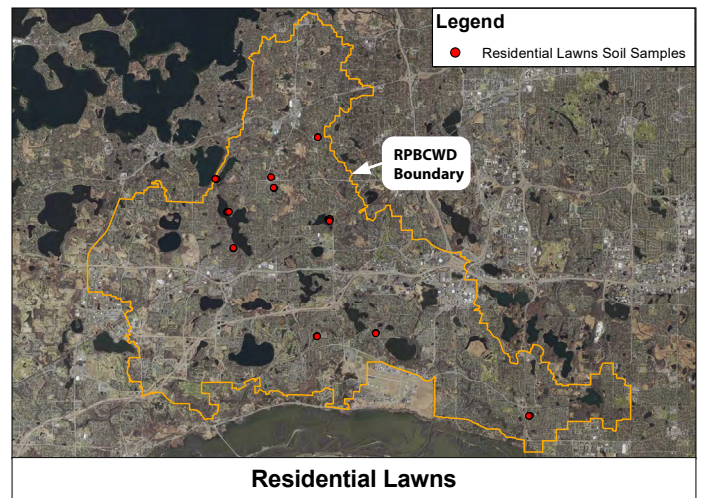 Legend
Residential Lawns Soil Samples
RPBCWD
Boundary
Residential Lawns